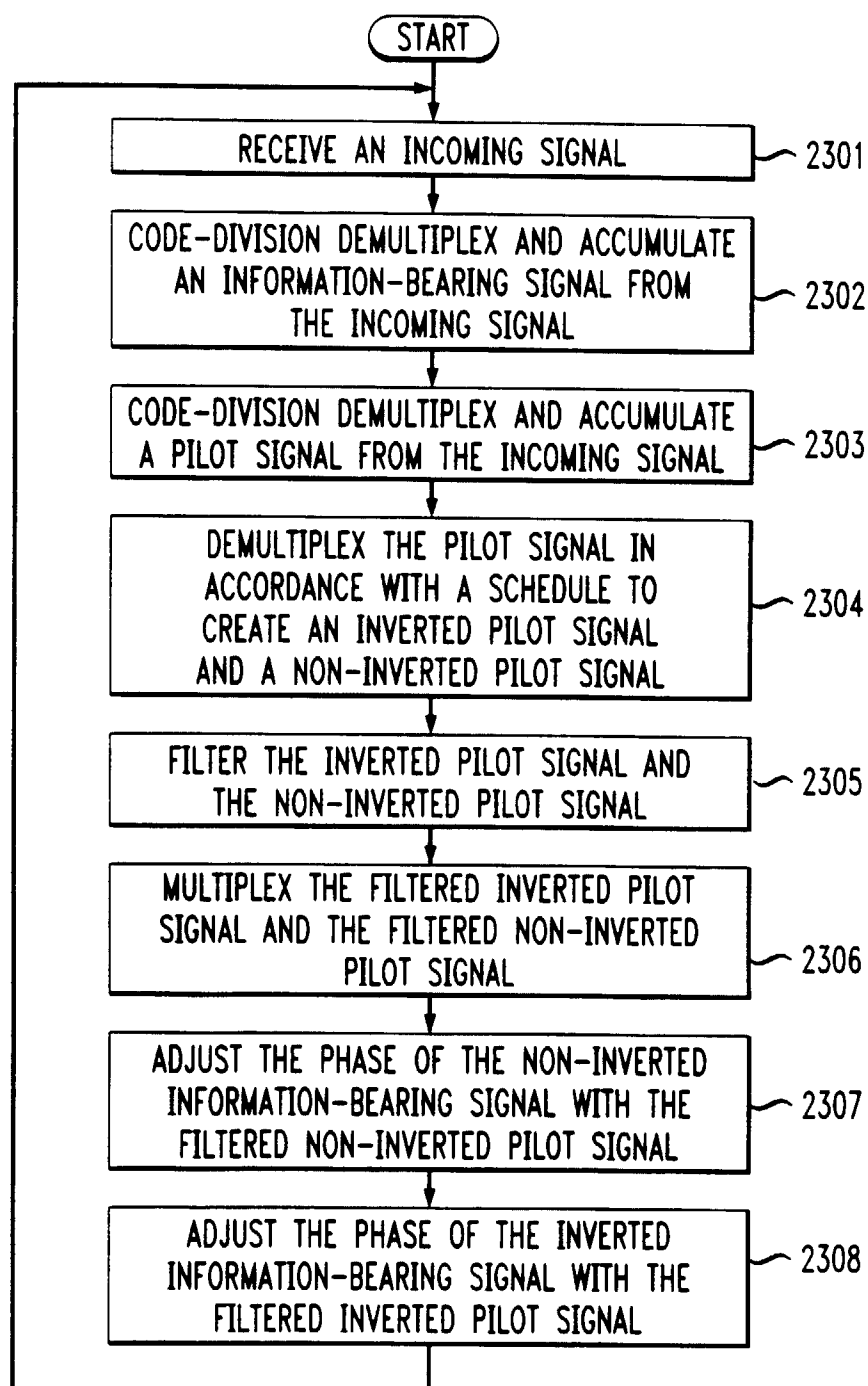 START
RECEIVE AN INCOMING SIGNAL
2301
CODE-DIVISION DEMULTIPLEX AND ACCUMULATE
AN INFORMATION-BEARING SIGNAL FROM
THE INCOMING SIGNAL
2302
CODE-DIVISION DEMULTIPLEX AND ACCUMULATE
A PILOT SIGNAL FROM THE INCOMING SIGNAL
2303
DEMULTIPLEX THE PILOT SIGNAL IN
ACCORDANCE WITH A SCHEDULE TO
CREATE AN INVERTED PILOT SIGNAL
AND A NON-INVERTED PILOT SIGNAL
2304
FILTER THE INVERTED PILOT SIGNAL AND
THE NON-INVERTED PILOT SIGNAL
2305
MULTIPLEX THE FILTERED INVERTED PILOT
SIGNAL AND THE FILTERED NON-INVERTED
PILOT SIGNAL
2306
ADJUST THE PHASE OF THE NON-INVERTED
INFORMATION-BEARING SIGNAL WITH THE
FILTERED NON-INVERTED PILOT SIGNAL
2307
ADJUST THE PHASE OF THE INVERTED
INFORMATION-BEARING SIGNAL WITH THE
FILTERED INVERTED PILOT SIGNAL
2308